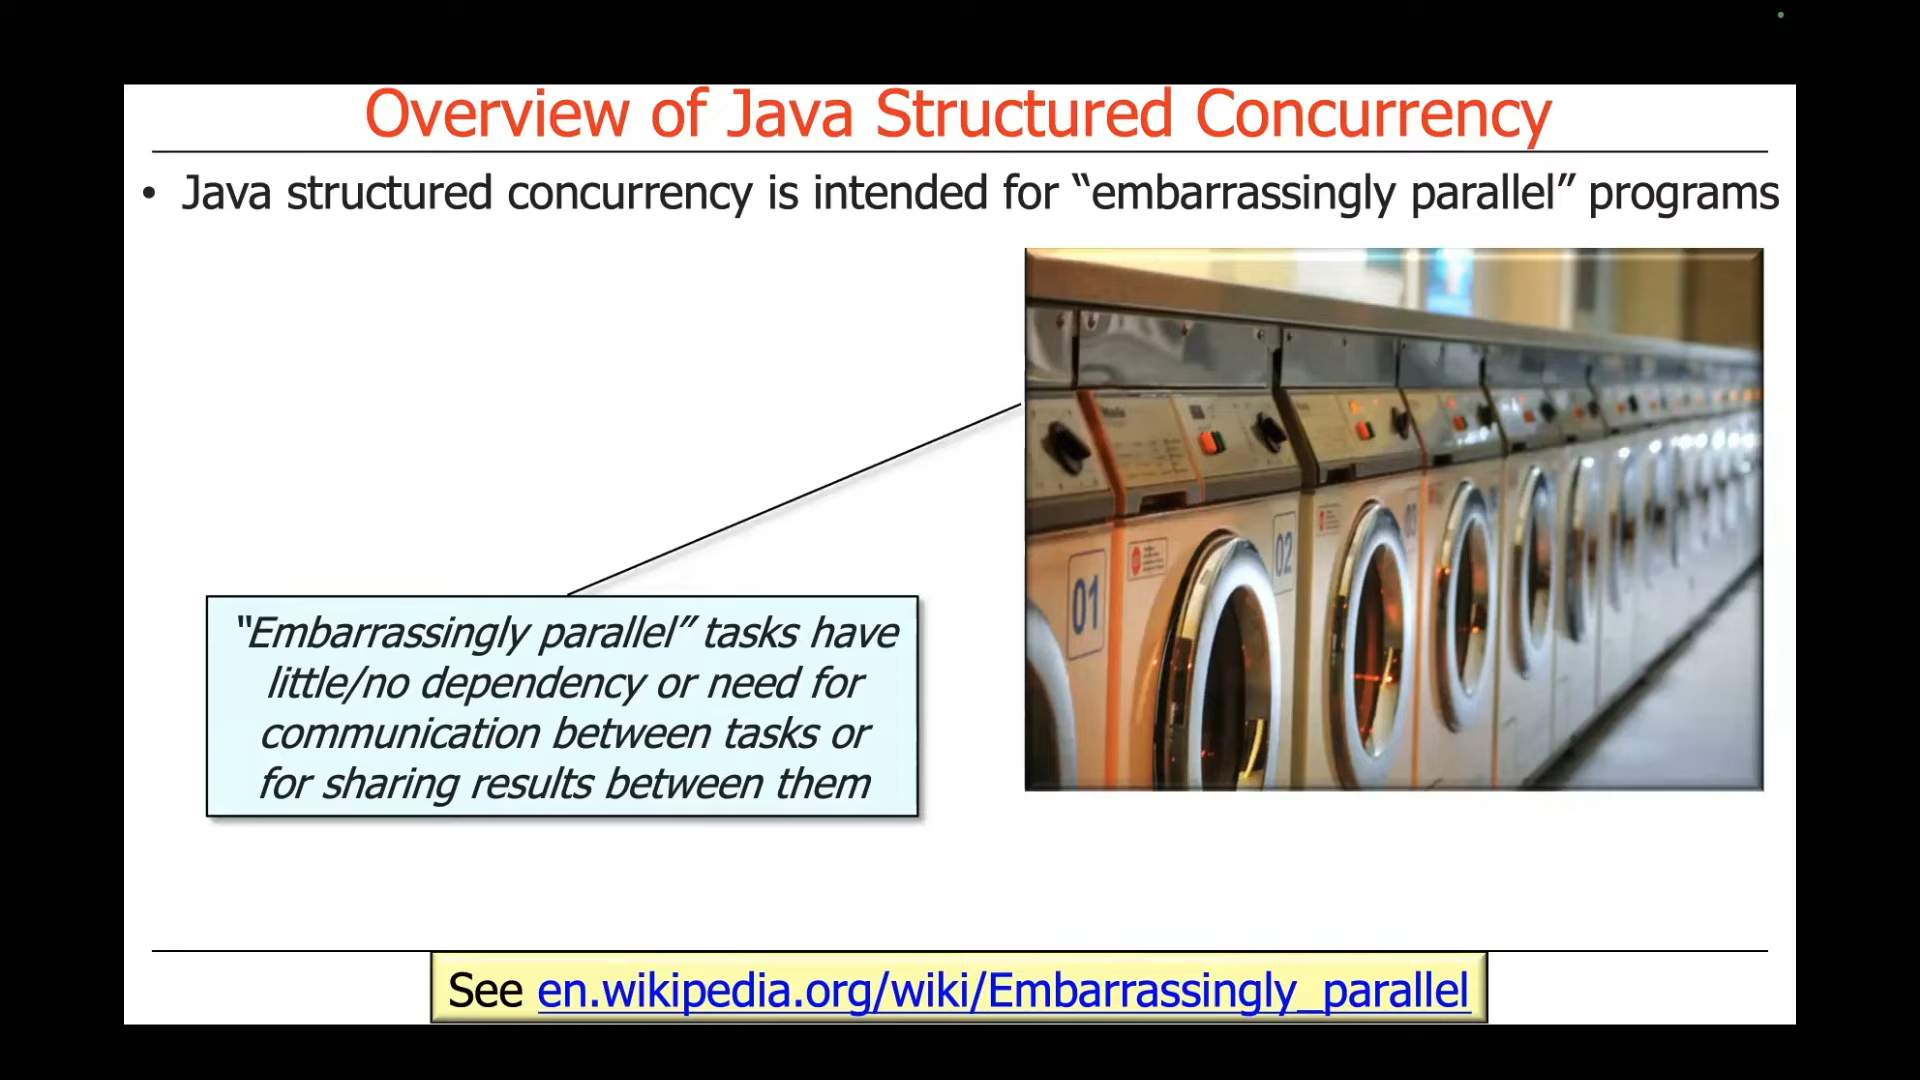 Overview of Java Structured Concurrency
• Java structured concurrency is intended for “embarrassingly parallel” programs
01
02
03
“Embarrassingly parallel” tasks have
little/no dependency or need for
communication between tasks or
for sharing results between them
See en.wikipedia.org/wiki/Embarrassingly_parallel